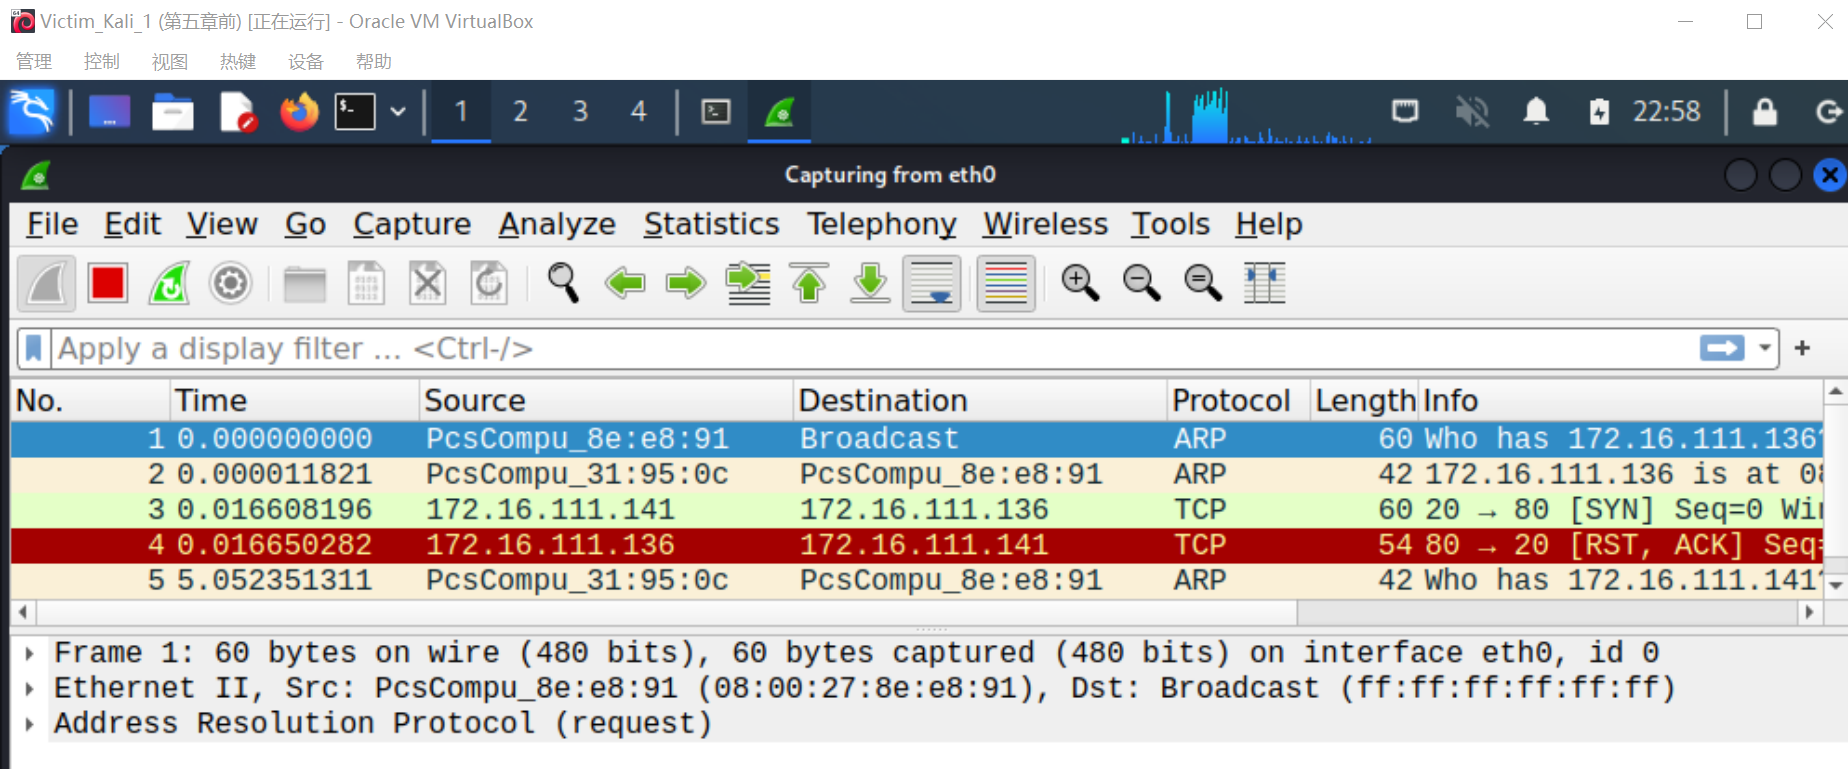 Victim_Kali_1 (第五章前) [正在运行] - Oracle VM VirtualBox
管理 控制 视图 热键 设备 帮助
$_ 1 2 3 4 22:58
Capturing from eth0
File Edit View Go Capture Analyze Statistics Telephony Wireless Tools Help
Apply a display filter ... <Ctrl-/> +
No. Time Source Destination Protocol Length Info
1 0.000000000 PcsCompu_8e:e8:91 Broadcast ARP 60 Who has 172.16.111.136?
2 0.000011821 PcsCompu_31:95:0c PcsCompu_8e:e8:91 ARP 42 172.16.111.136 is at 08
3 0.016608196 172.16.111.141 172.16.111.136 TCP 60 20 → 80 [SYN] Seq=0 Wi
4 0.016650282 172.16.111.136 172.16.111.141 TCP 54 80 → 20 [RST, ACK] Seq=
5 5.052351311 PcsCompu_31:95:0c PcsCompu_8e:e8:91 ARP 42 Who has 172.16.111.141?
Frame 1: 60 bytes on wire (480 bits), 60 bytes captured (480 bits) on interface eth0, id 0
Ethernet II, Src: PcsCompu_8e:e8:91 (08:00:27:8e:e8:91), Dst: Broadcast (ff:ff:ff:ff:ff:ff)
Address Resolution Protocol (request)